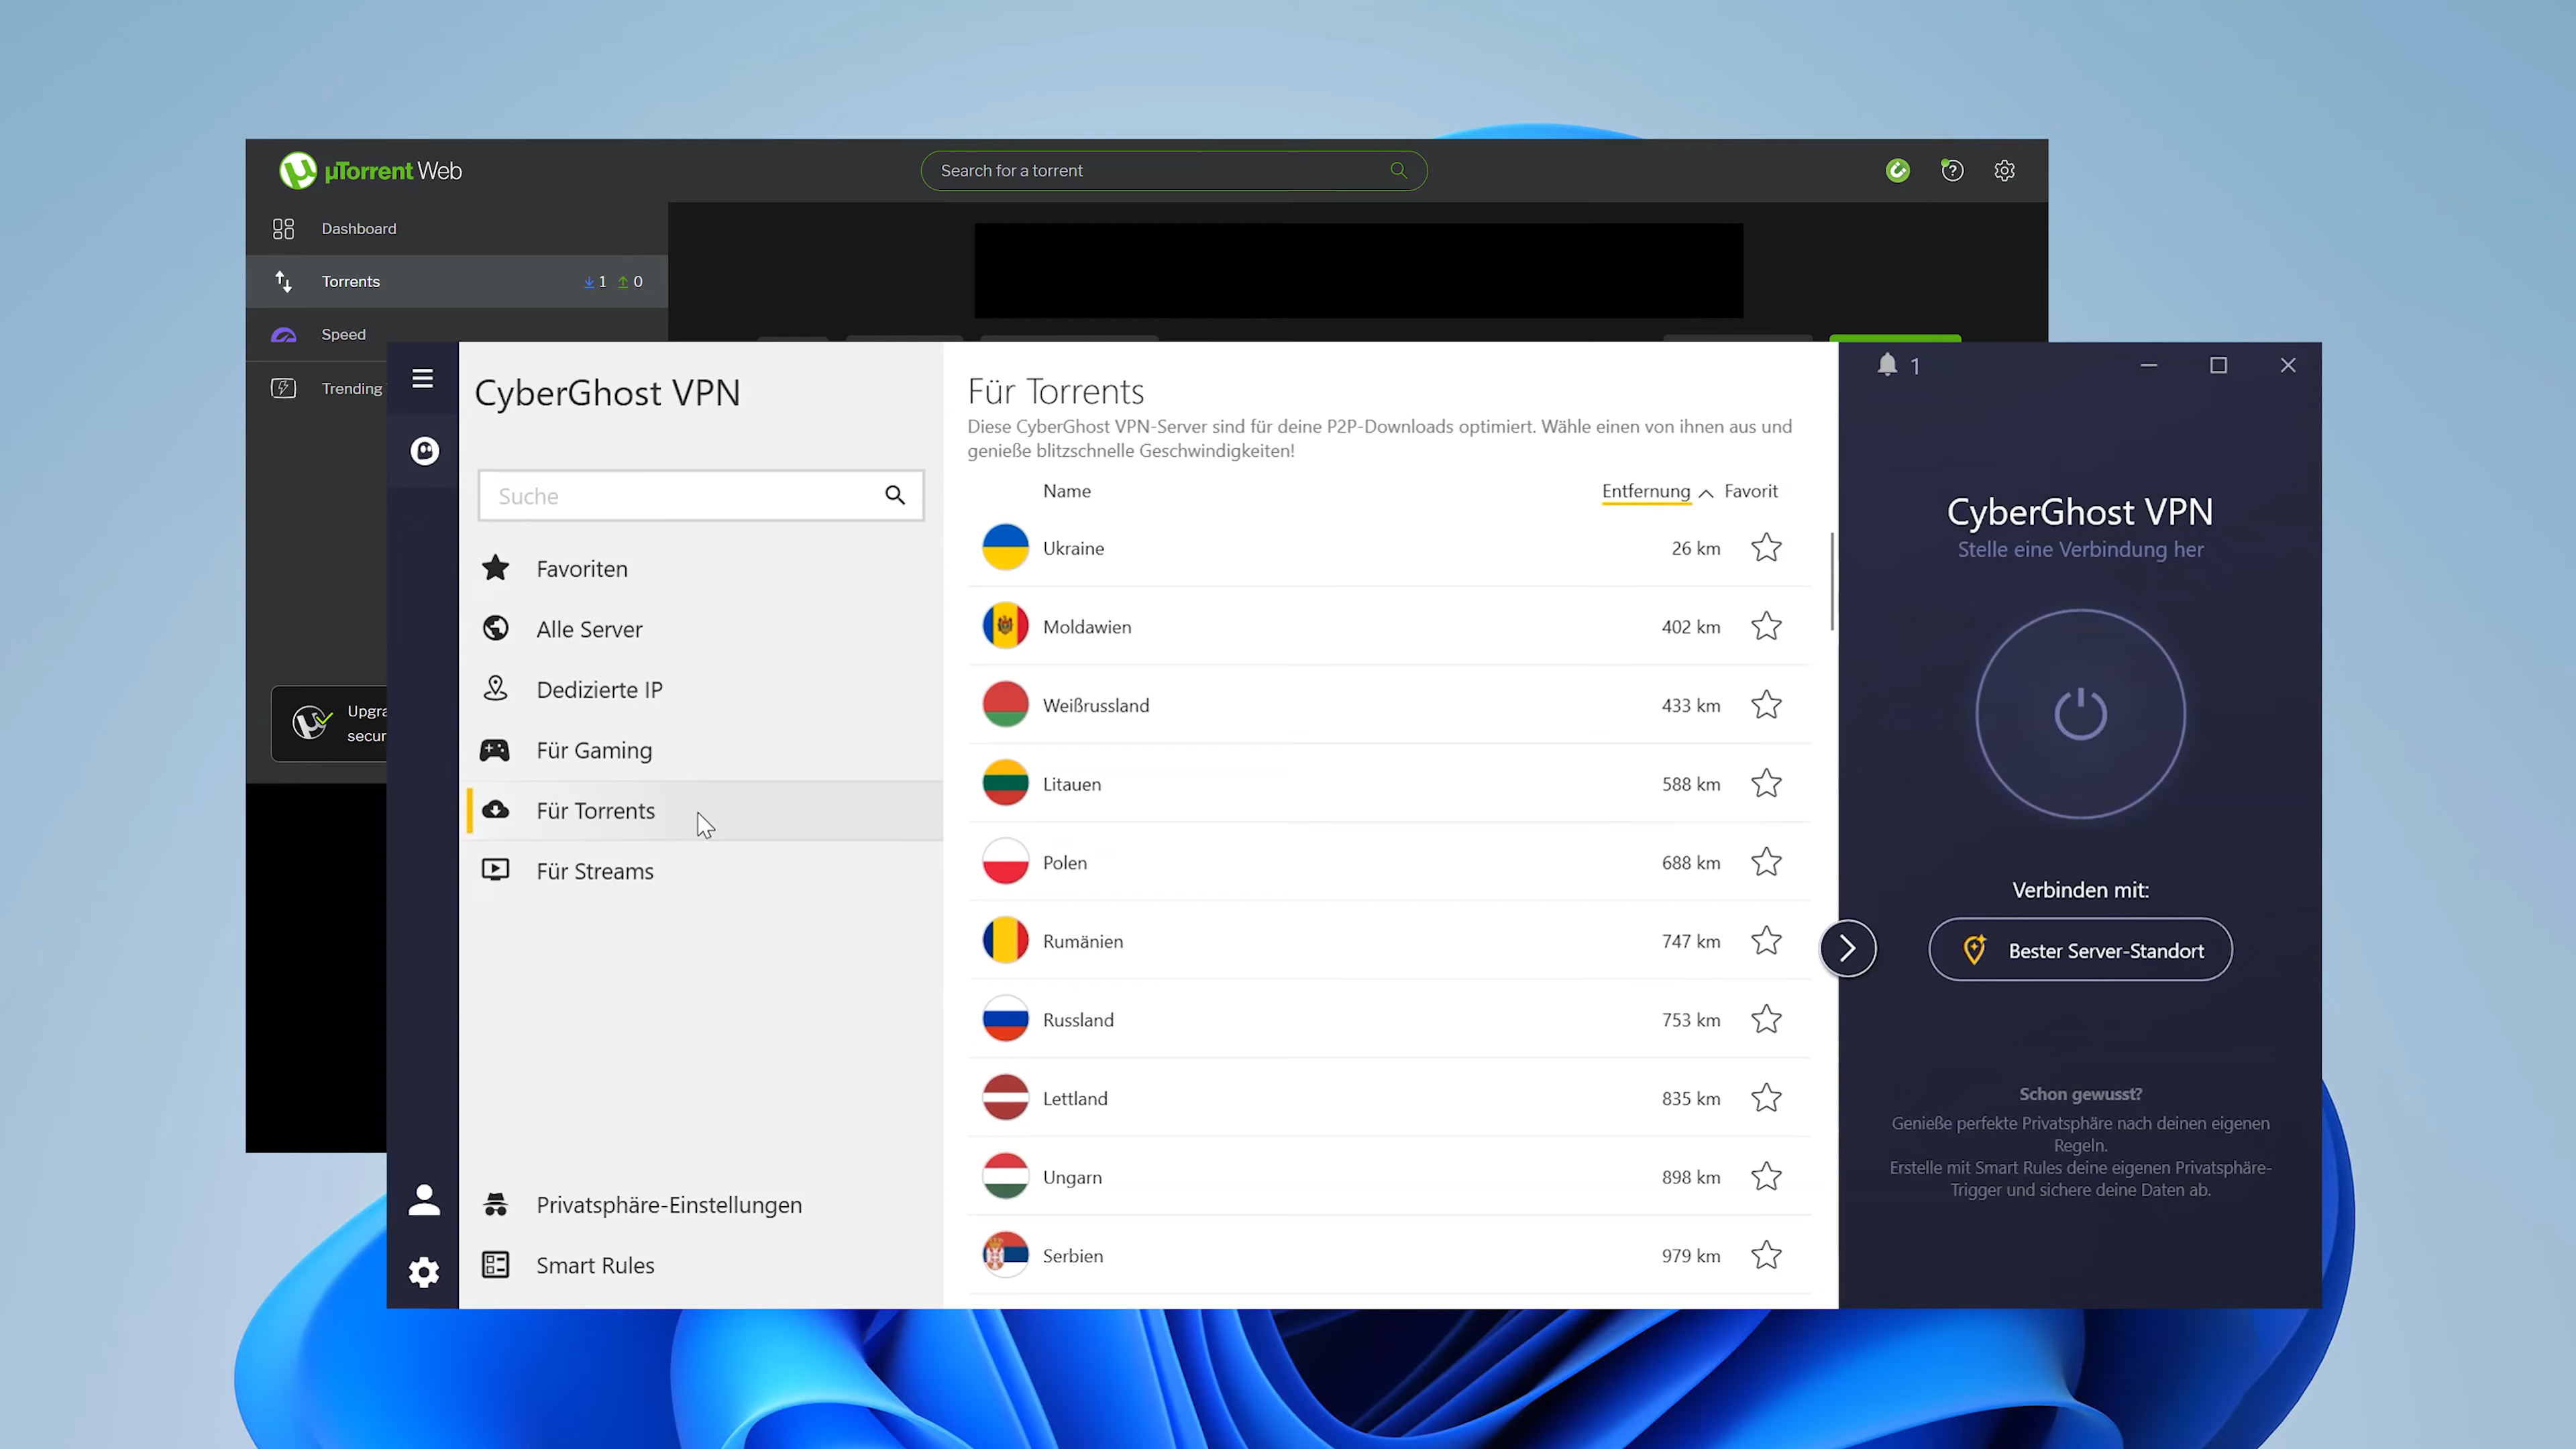 µTorrent Web
Search for a torrent
Dashboard
Torrents 1 0
Speed
Trending
Upgra
secur
CyberGhost VPN
Suche
Favoriten
Alle Server
Dedizierte IP
Für Gaming
Für Torrents
Für Streams
Privatsphäre-Einstellungen
Smart Rules
Für Torrents
Diese CyberGhost VPN-Server sind für deine P2P-Downloads optimiert. Wähle einen von ihnen aus und
genieße blitzschnelle Geschwindigkeiten!
Name Entfernung Favorit
Ukraine 26 km
Moldawien 402 km
Weißrussland 433 km
Litauen 588 km
Polen 688 km
Rumänien 747 km
Russland 753 km
Lettland 835 km
Ungarn 898 km
Serbien 979 km
1
CyberGhost VPN
Stelle eine Verbindung her
Verbinden mit:
Bester Server-Standort
Schon gewusst?
Genieße perfekte Privatsphäre nach deinen eigenen
Regeln.
Erstelle mit Smart Rules deine eigenen Privatsphäre-
Trigger und sichere deine Daten ab.